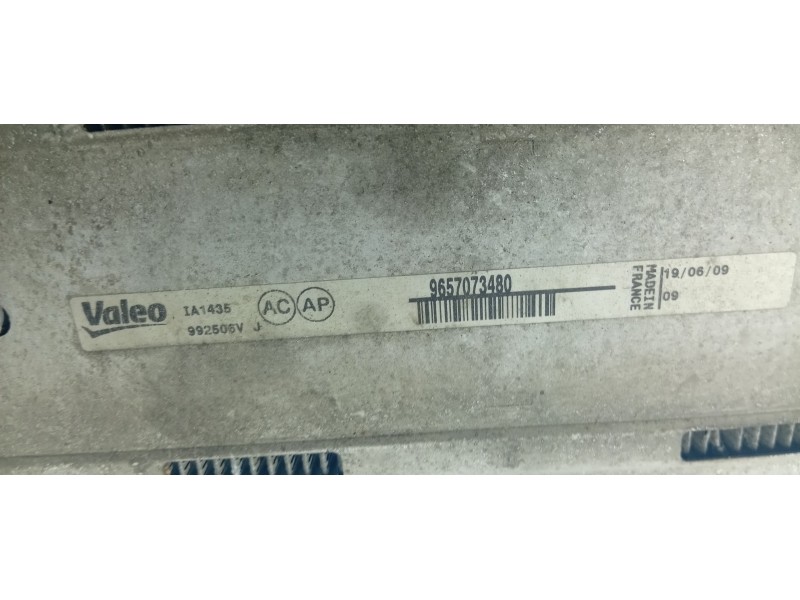 Valeo
IA1435
992506V J
AC
AP
9657073480
MADE IN
FRANCE
19/06/09
09